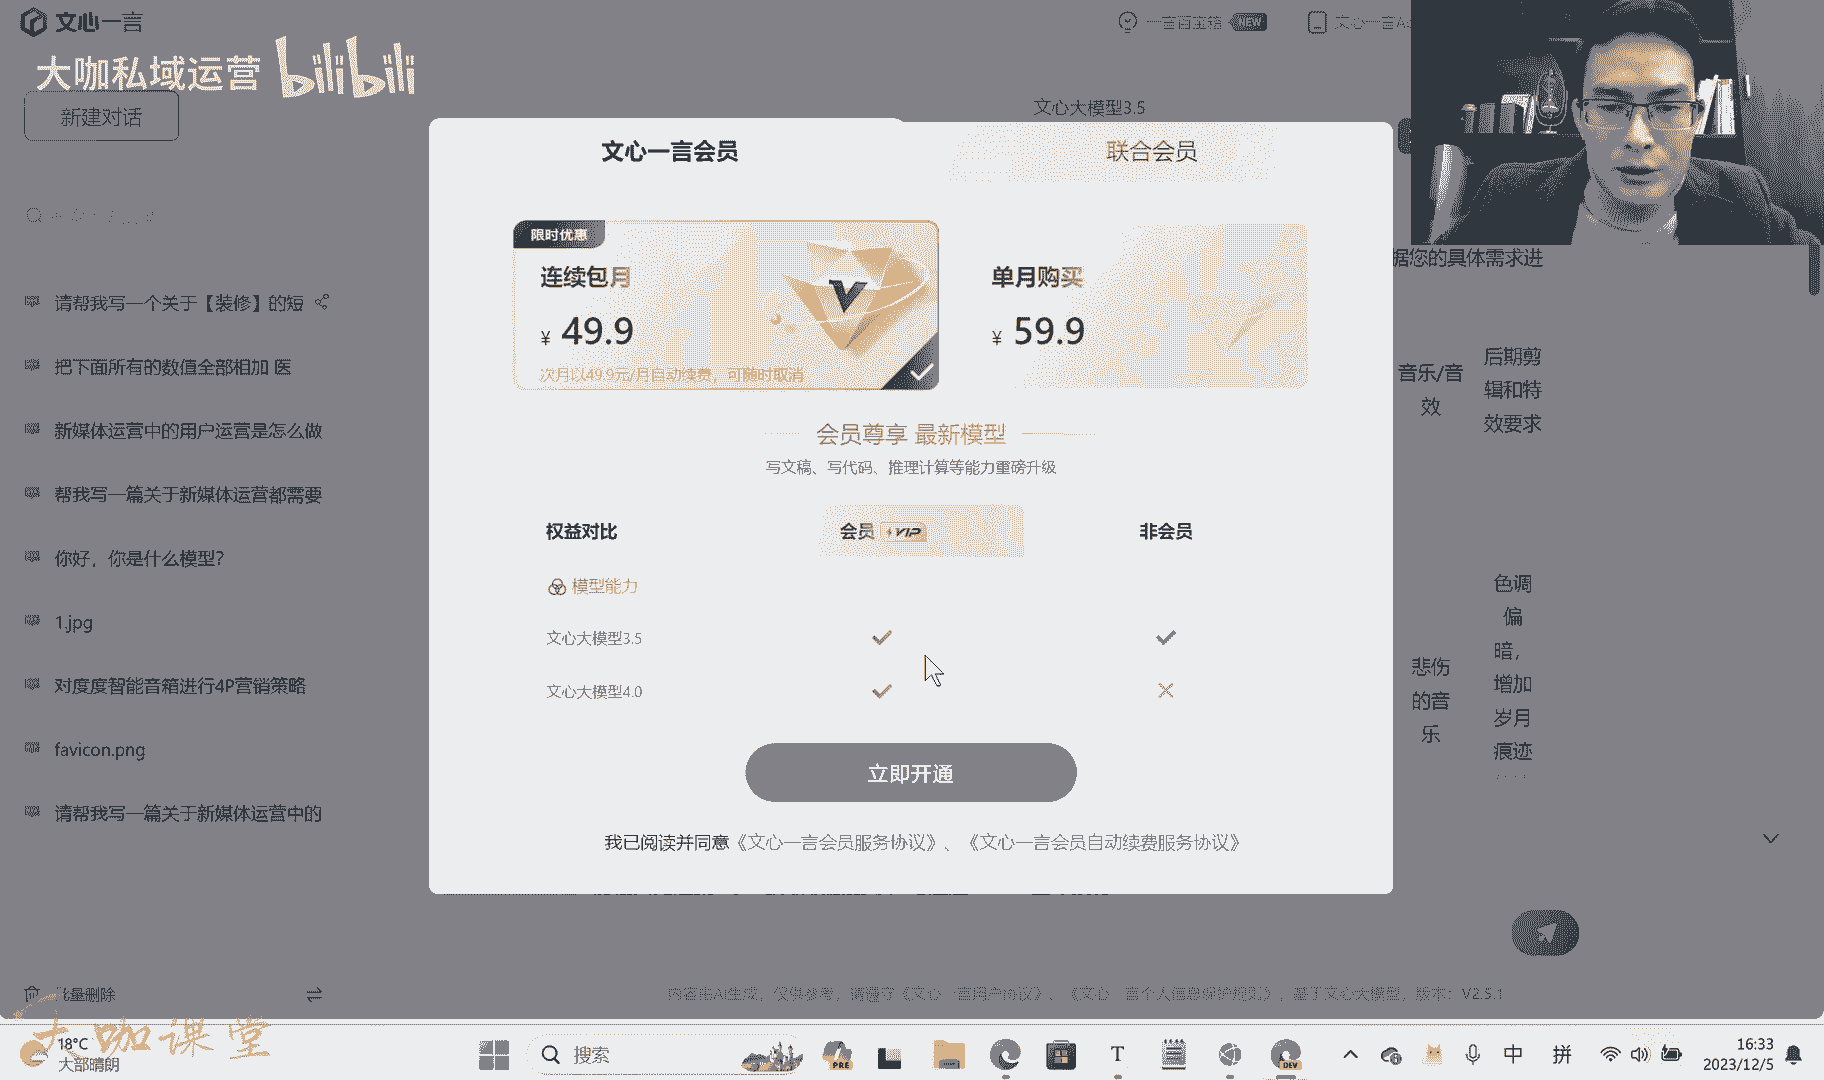 文心一言
大咖私域运营 bilibili
一言百宝箱 NEW
文心一言A
新建对话
文心大模型3.5
请帮我写一个关于【装修】的短
把下面所有的数值全部相加 医
新媒体运营中的用户运营是怎么做
帮我写一篇关于新媒体运营都需要
你好，你是什么模型?
1.jpg
对度度智能音箱进行4P营销策略
favicon.png
请帮我写一篇关于新媒体运营中的
批量删除
文心一言会员
联合会员
限时优惠
连续包月
¥ 49.9
次月以49.9元/月自动续费，可随时取消
单月购买
¥ 59.9
会员尊享 最新模型
写文稿、写代码、推理计算等能力重磅升级
权益对比
会员 VIP
非会员
模型能力
文心大模型3.5
文心大模型4.0
立即开通
我已阅读并同意《文心一言会员服务协议》、《文心一言会员自动续费服务协议》
据您的具体需求进
音乐/音
效
后期剪
辑和特
效要求
悲伤
的音
乐
色调
偏
暗，
增加
岁月
痕迹
内容由AI生成，仅供参考，请遵守《文心一言用户协议》、《文心一言个人信息保护规则》，基于文心大模型，版本：V2.5.1
大咖课堂
18°C
大部晴朗
搜索
PRE
T
DEV
中
拼
16:33
2023/12/5